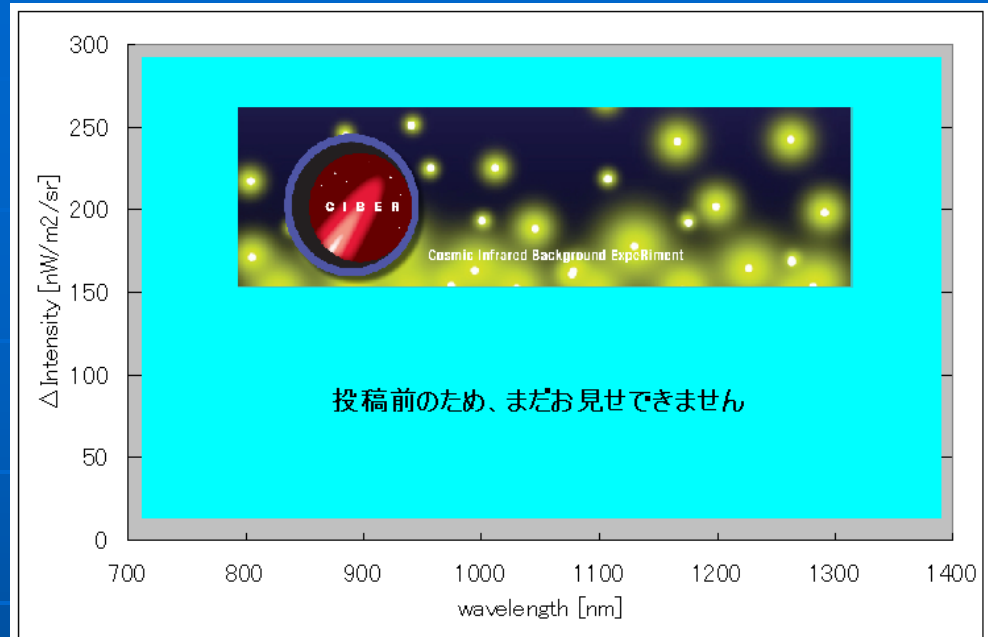 300
250
200
150
100
50
0
△Intensity [nW/m2/sr]
CIBER
Cosmic Infrared Background ExpeRiment
投稿前のため、まだお見せできません
700 800 900 1000 1100 1200 1300 1400
wavelength [nm]